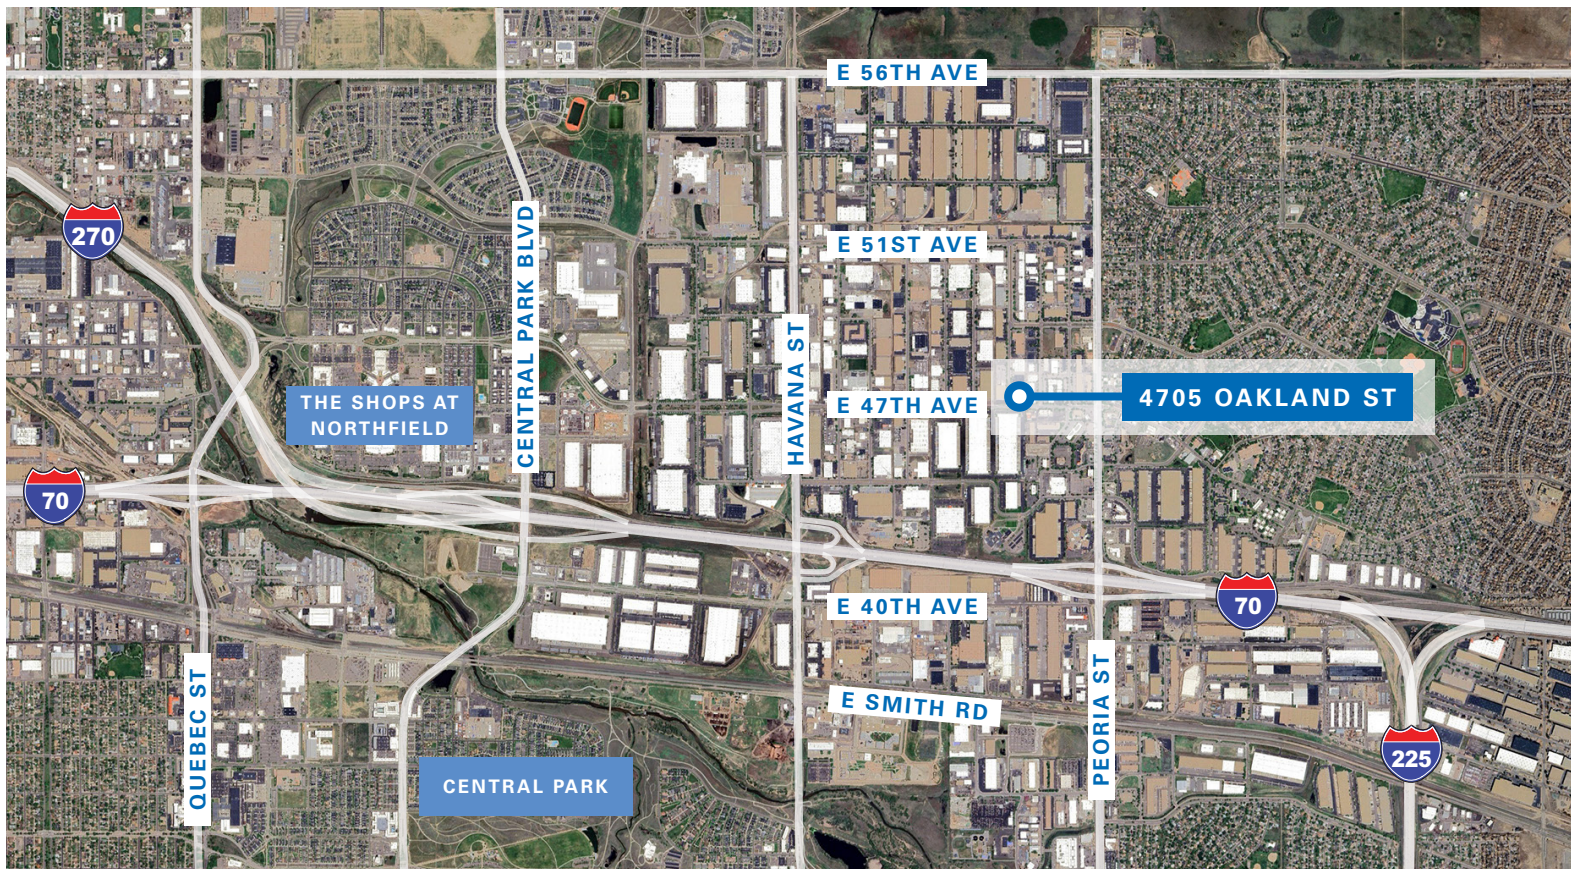 E 56TH AVE
270
CENTRAL PARK BLVD
E 51ST AVE
HAVANA ST
THE SHOPS AT
NORTHFIELD
E 47TH AVE
4705 OAKLAND ST
70
E 40TH AVE
70
QUEBEC ST
E SMITH RD
PEORIA ST
225
CENTRAL PARK